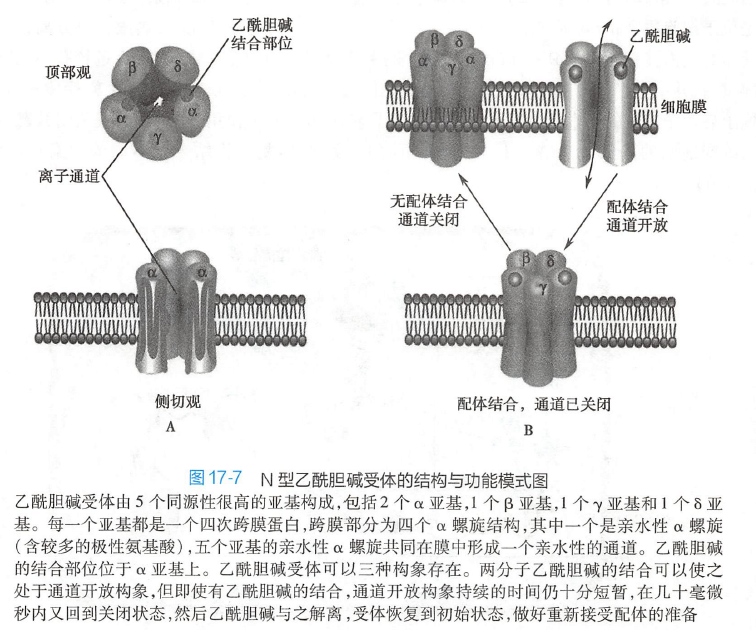 乙酰胆碱
结合部位
顶部观
β
δ
α
α
γ
离子通道
α
α
侧切观
A
β
δ
α
γ
α
乙酰胆碱
细胞膜
无配体结合
通道关闭
配体结合
通道开放
β
δ
γ
配体结合，通道已关闭
B
图17-7 N型乙酰胆碱受体的结构与功能模式图
乙酰胆碱受体由5个同源性很高的亚基构成，包括2个α亚基，1个β亚基，1个γ亚基和1个δ亚
基。每一个亚基都是一个四次跨膜蛋白，跨膜部分为四个α螺旋结构，其中一个是亲水性α螺旋
（含较多的极性氨基酸），五个亚基的亲水性α螺旋共同在膜中形成一个亲水性的通道。乙酰胆碱
的结合部位位于α亚基上。乙酰胆碱受体可以三种构象存在。两分子乙酰胆碱的结合可以使之
处于通道开放构象，但即使有乙酰胆碱的结合，通道开放构象持续的时间仍十分短暂，在几十毫微
秒内又回到关闭状态，然后乙酰胆碱与之解离，受体恢复到初始状态，做好重新接受配体的准备